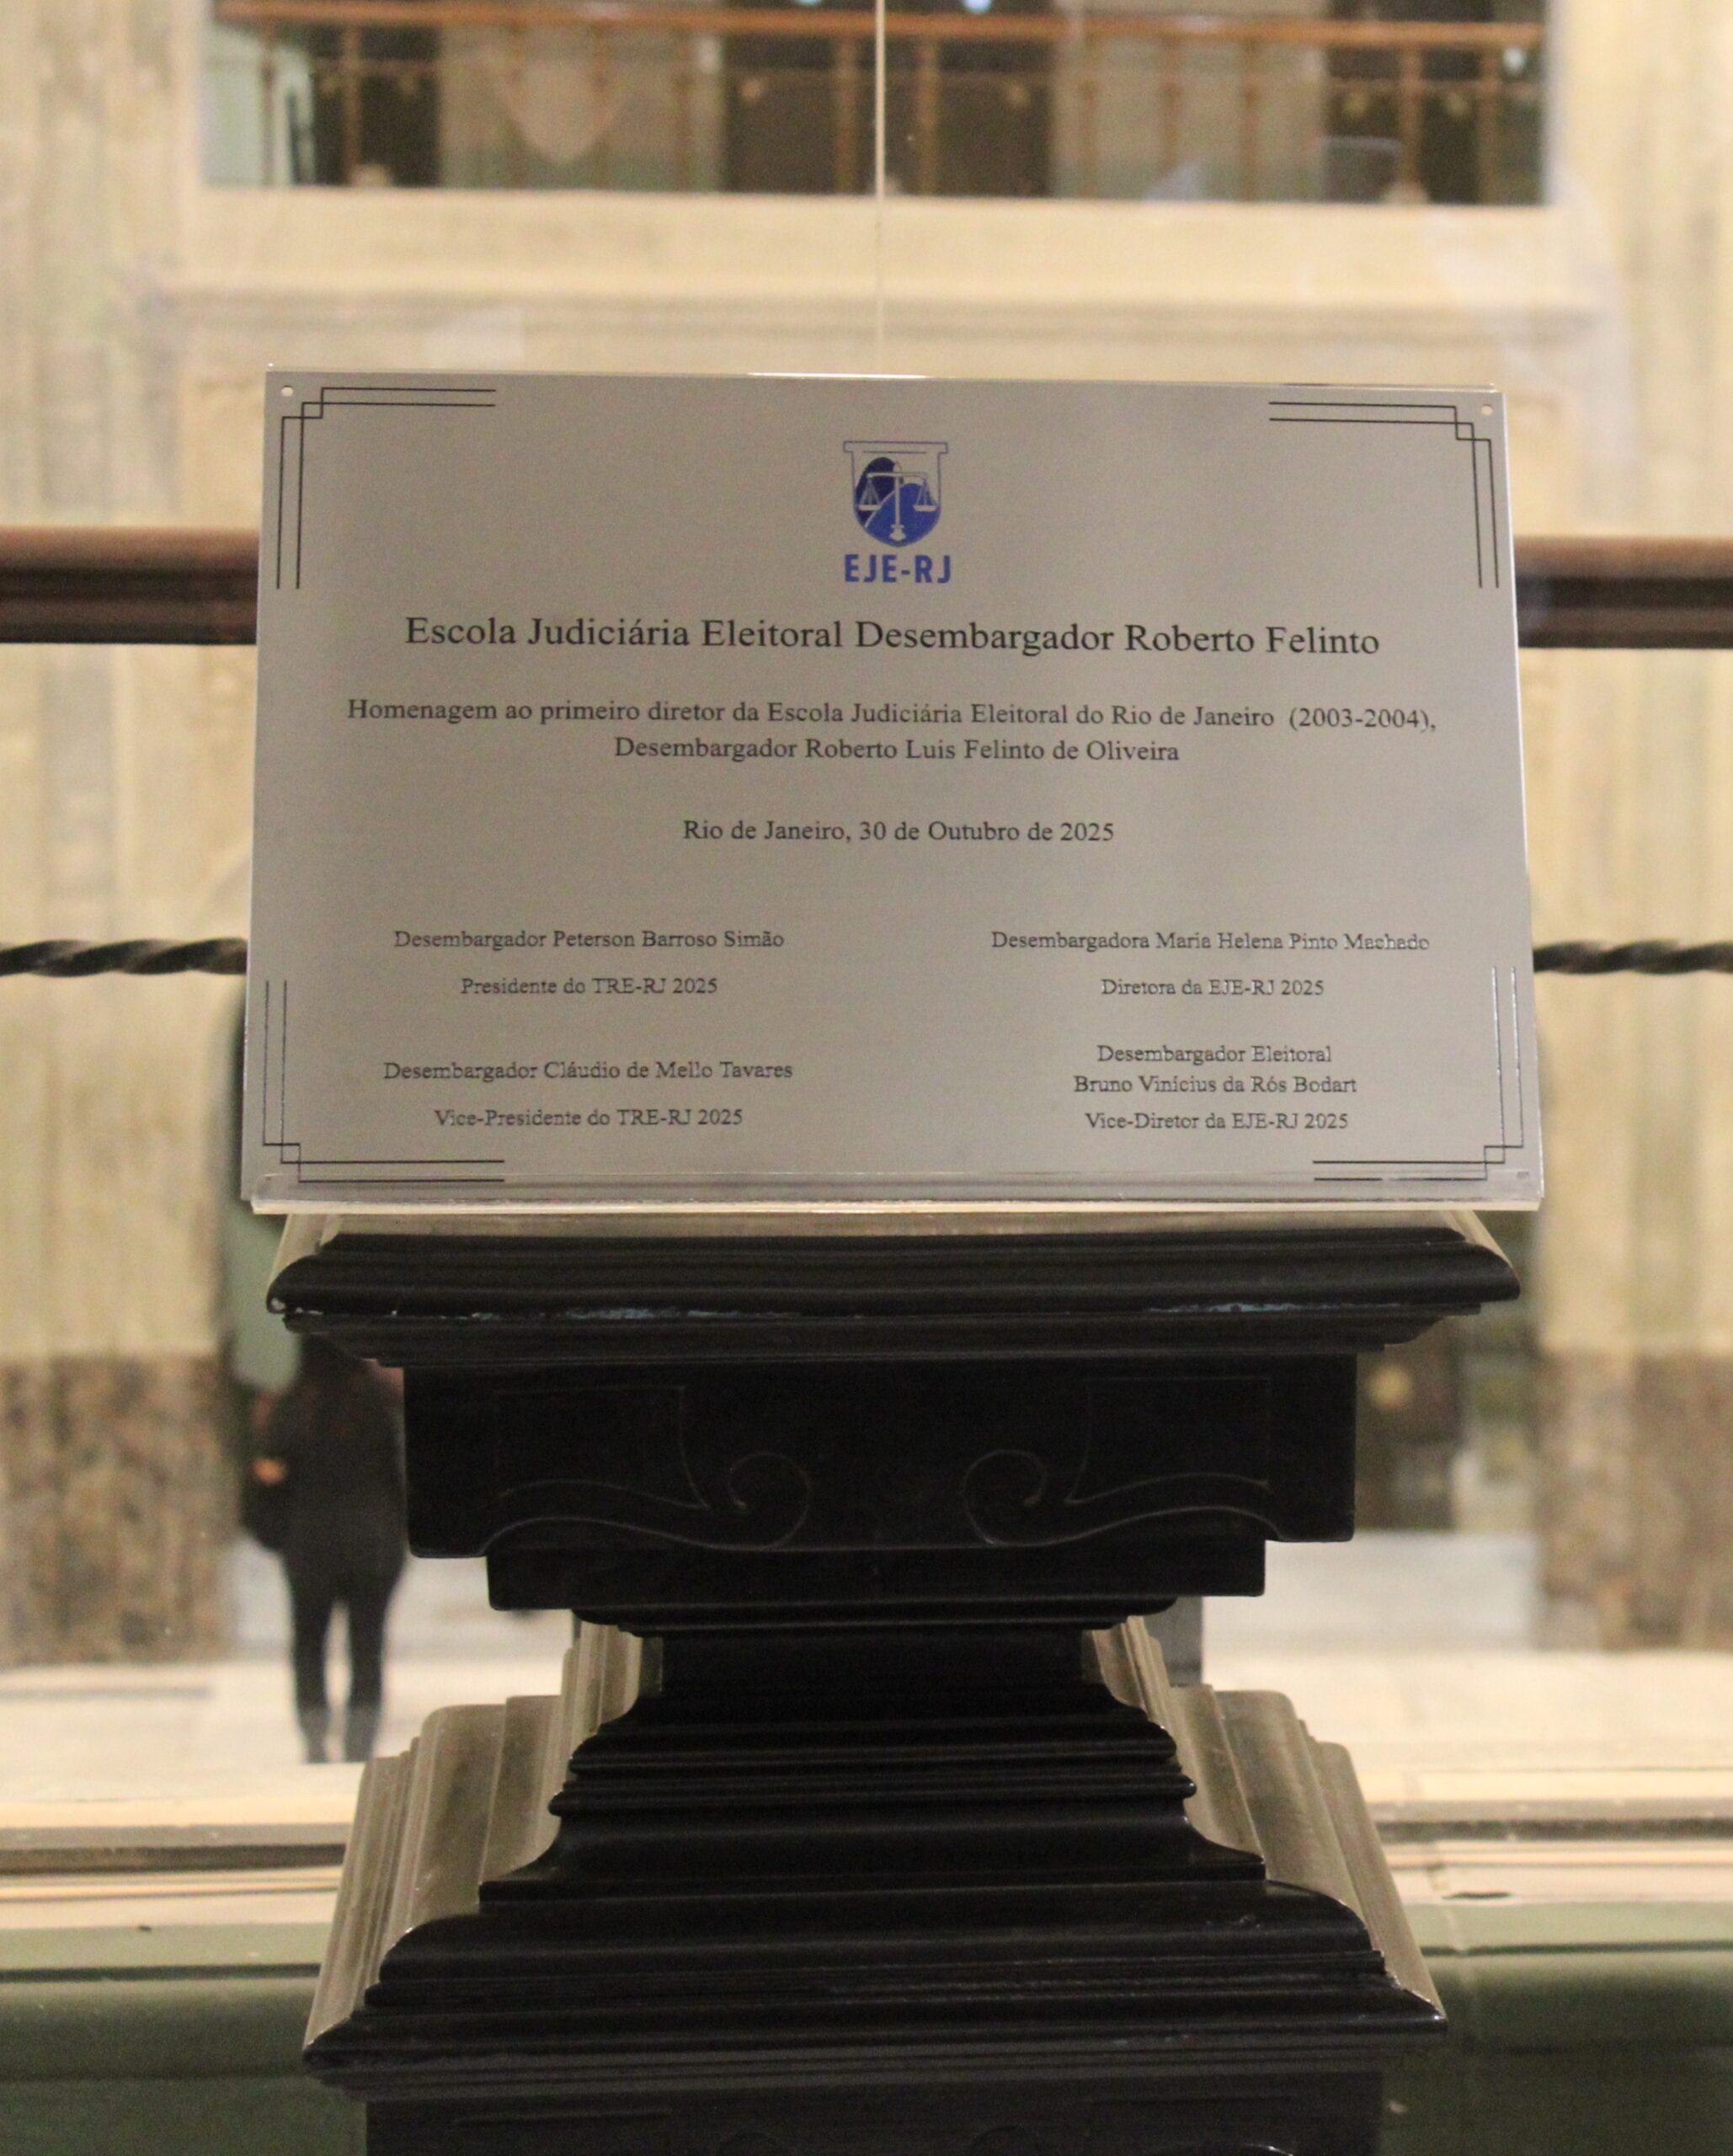 EJE-RJ
Escola Judiciária Eleitoral Desembargador Roberto Felinto
Homenagem ao primeiro diretor da Escola Judiciária Eleitoral do Rio de Janeiro (2003-2004),
Desembargador Roberto Luis Felinto de Oliveira
Rio de Janeiro, 30 de Outubro de 2025
Desembargador Peterson Barroso Simão
Presidente do TRE-RJ 2025
Desembargadora Maria Helena Pinto Machado
Diretora da EJE-RJ 2025
Desembargador Cláudio de Mello Tavares
Vice-Presidente do TRE-RJ 2025
Desembargador Eleitoral
Bruno Vinícius da Rós Bodart
Vice-Diretor da EJE-RJ 2025